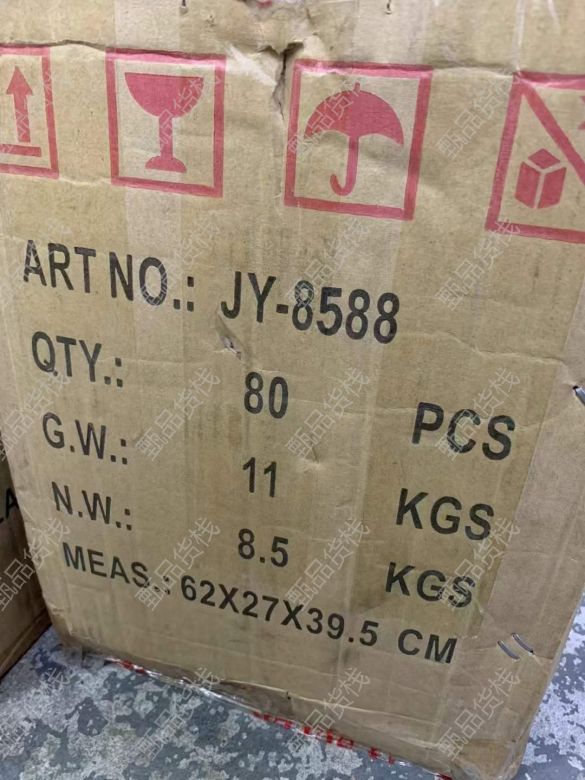 ART NO.: JY-8588
QTY.: 80 PCS
G.W.: 11 KGS
N.W.: 8.5 KGS
MEAS.: 62X27X39.5 CM
甄品货栈